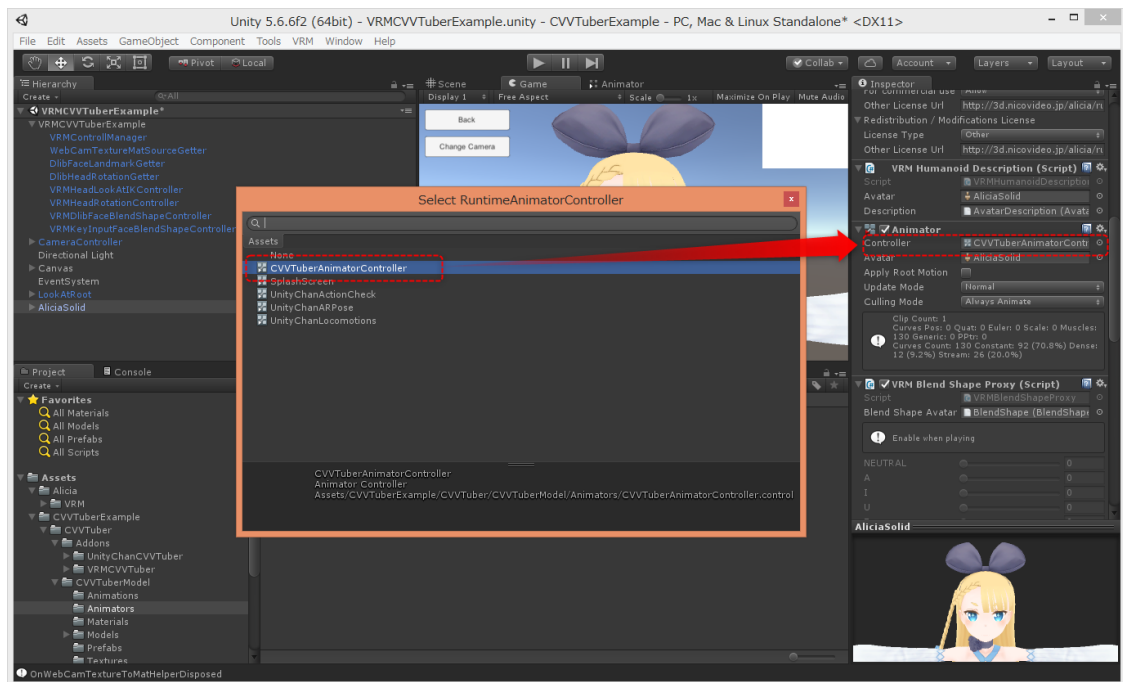 Unity 5.6.6f2 (64bit) - VRMCVVTuberExample.unity - CVVTuberExample - PC, Mac & Linux Standalone* <DX11>
File Edit Assets GameObject Component Tools VRM Window Help
Pivot Local Collab Account Layers Layout
Hierarchy
Create All
VRMCVVTuberExample*
VRMCVVTuberExample
VRMControllManager
WebCamTextureMatSourceGetter
DlibFaceLandmarkGetter
DlibHeadRotationGetter
VRMHeadLookAtIKController
VRMHeadRotationController
VRMDlibFaceBlendShapeController
VRMKeyInputFaceBlendShapeController
CameraController
Directional Light
Canvas
EventSystem
LookAtRoot
AliciaSolid
Scene Game Animator
Display 1 Free Aspect Scale 1x Maximize On Play Mute Audio
Back
Change Camera
Select RuntimeAnimatorController
Assets
None
CVVTuberAnimatorController
SplashScreen
UnityChanActionCheck
UnityChanARPose
UnityChanLocomotions
CVVTuberAnimatorController
Animator Controller
Assets/CVVTuberExample/CVVTuber/CVVTuberModel/Animators/CVVTuberAnimatorController.control
Project Console
Create
Favorites
All Materials
All Models
All Prefabs
All Scripts
Assets
Alicia
VRM
CVVTuberExample
CVVTuber
Addons
UnityChanCVVTuber
VRMCVVTuber
CVVTuberModel
Animations
Animators
Materials
Models
Prefabs
Textures
OnWebCamTextureToMatHelperDisposed
Inspector
For Commercial Use Allow
Other License Url http://3d.nicovideo.jp/alicia/ru
Redistribution / Modifications License
License Type Other
Other License Url http://3d.nicovideo.jp/alicia/ru
VRM Humanoid Description (Script)
Script VRMHumanoidDescription
Avatar AliciaSolid
Description AvatarDescription (Avata
Animator
Controller CVVTuberAnimatorContr
Avatar AliciaSolid
Apply Root Motion
Update Mode Normal
Culling Mode Always Animate
Clip Count: 1
Curves Pos: 0 Quat: 0 Euler: 0 Scale: 0 Muscles:
130 Generic: 0 PPtr: 0
Curves Count: 130 Constant: 92 (70.8%) Dense:
12 (9.2%) Stream: 26 (20.0%)
VRM Blend Shape Proxy (Script)
Script VRMBlendShapeProxy
Blend Shape Avatar BlendShape (BlendShape
Enable when playing
NEUTRAL 0
A 0
I 0
U 0
AliciaSolid